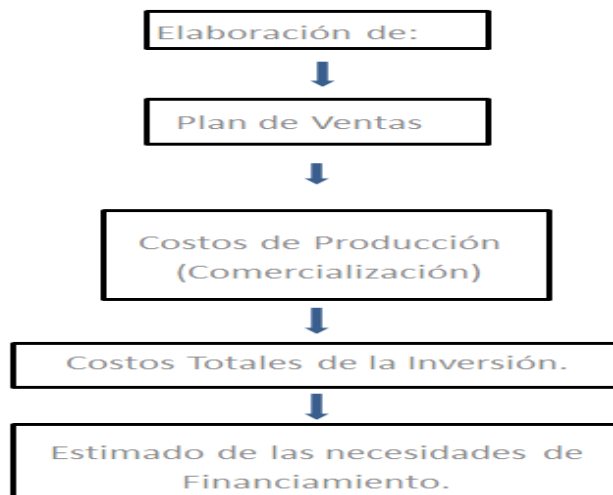 Elaboración de:
Plan de Ventas
Costos de Producción
(Comercialización)
Costos Totales de la Inversión.
Estimado de las necesidades de
Financiamiento.